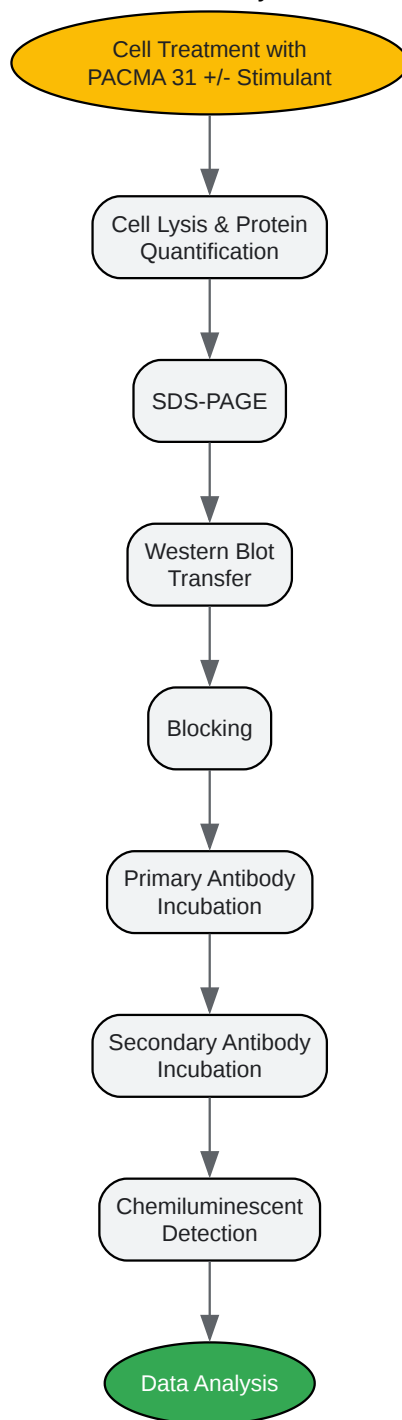 Cell Treatment with
PACMA 31 +/- Stimulant
Cell Lysis & Protein
Quantification
SDS-PAGE
Western Blot
Transfer
Blocking
Primary Antibody
Incubation
Secondary Antibody
Incubation
Chemiluminescent
Detection
Data Analysis